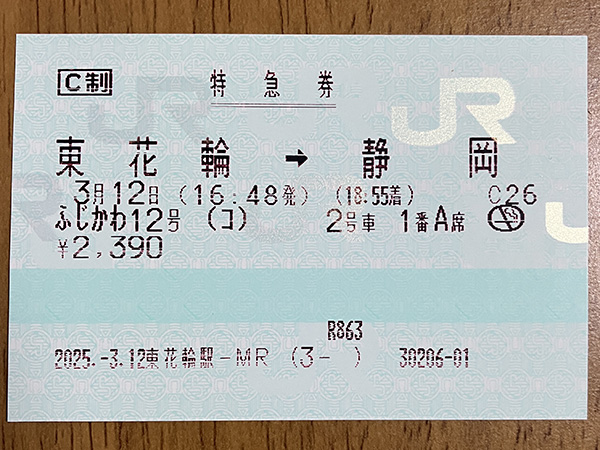 C制 特急券
東花輪 → 静岡
3月12日 (16:48発) (18:55着) C26
ふじかわ12号 (コ) 2号車 1番A席
¥2,390
R863
2025.-3.12東花輪駅-MR (3- ) 30206-01
JR